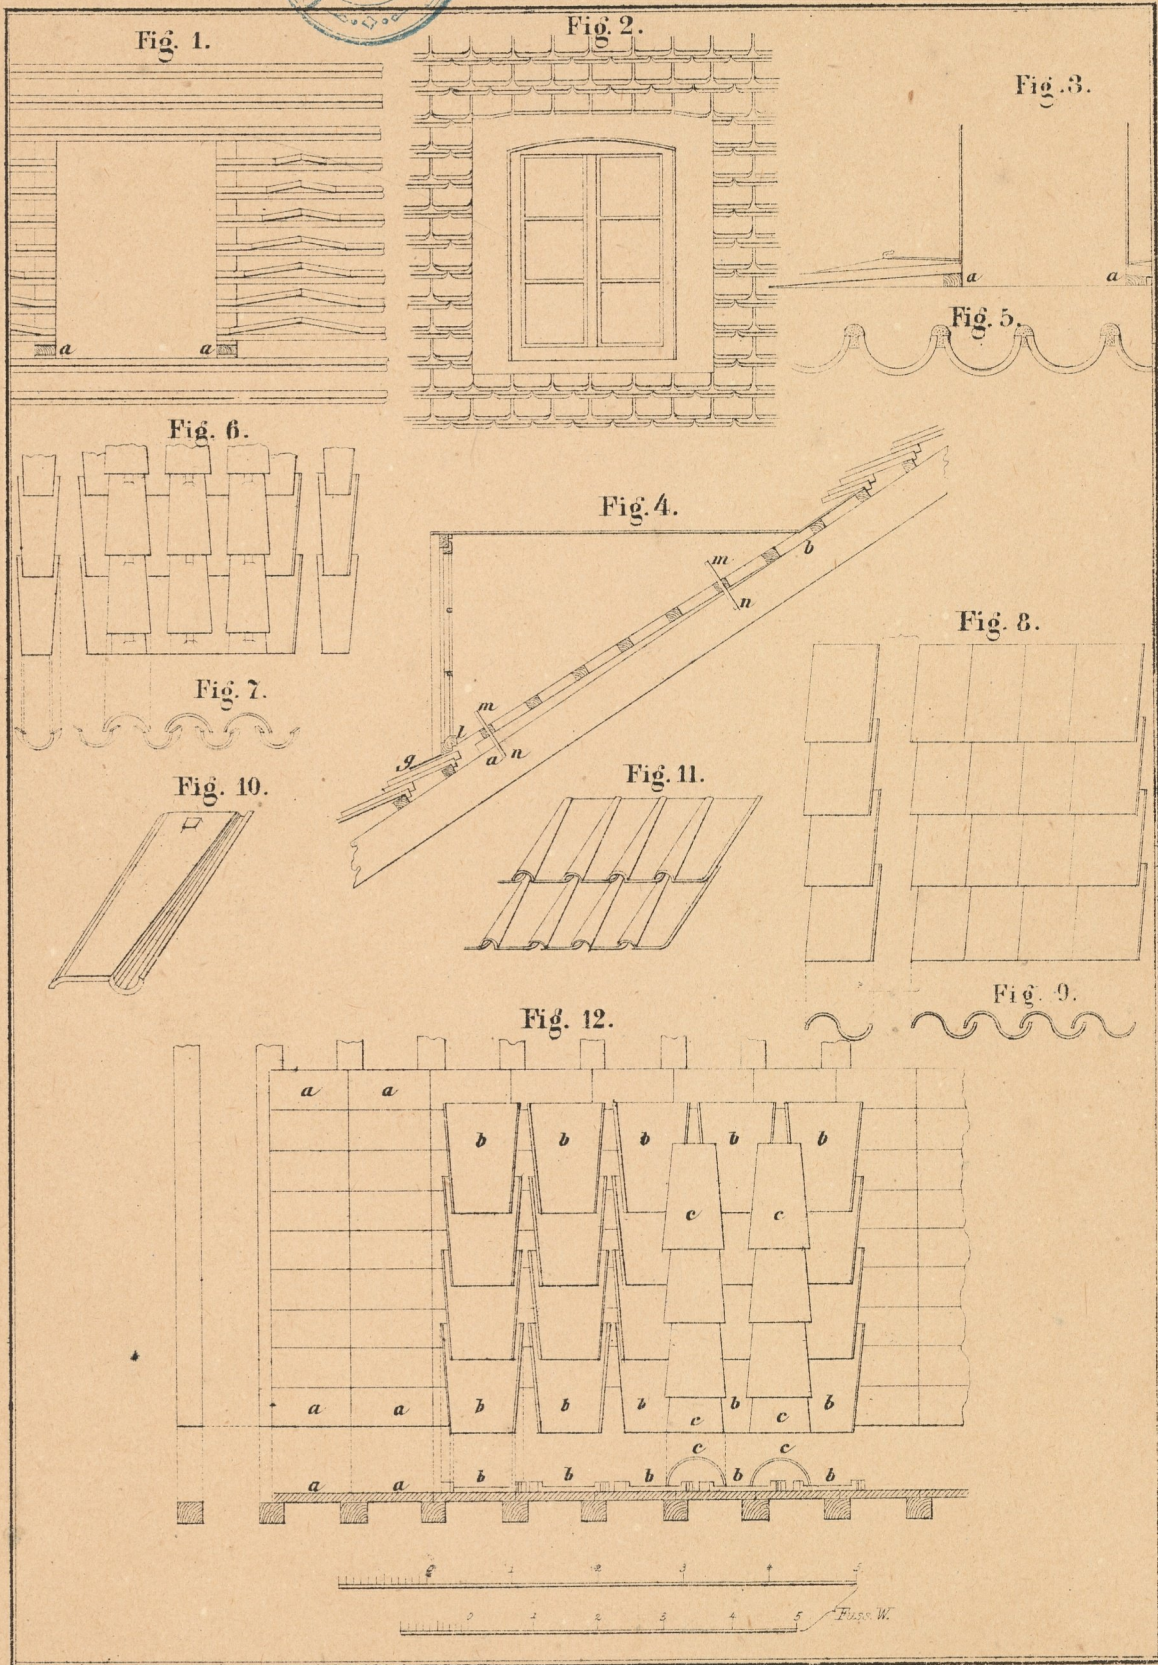 Fig. 1.
Fig. 2.
Fig. 3.
a
a
a
a
Fig. 5.
Fig. 6.
Fig. 4.
b
m
n
m
l
g
a n
Fig. 7.
Fig. 8.
Fig. 10.
Fig. 11.
Fig. 9.
Fig. 12.
a a
b b b b b
c c
a a b b b b b
c c
c c
a a b b b b b
0 1 2 3 4 5
0 1 2 3 4 5 Fuss. W.